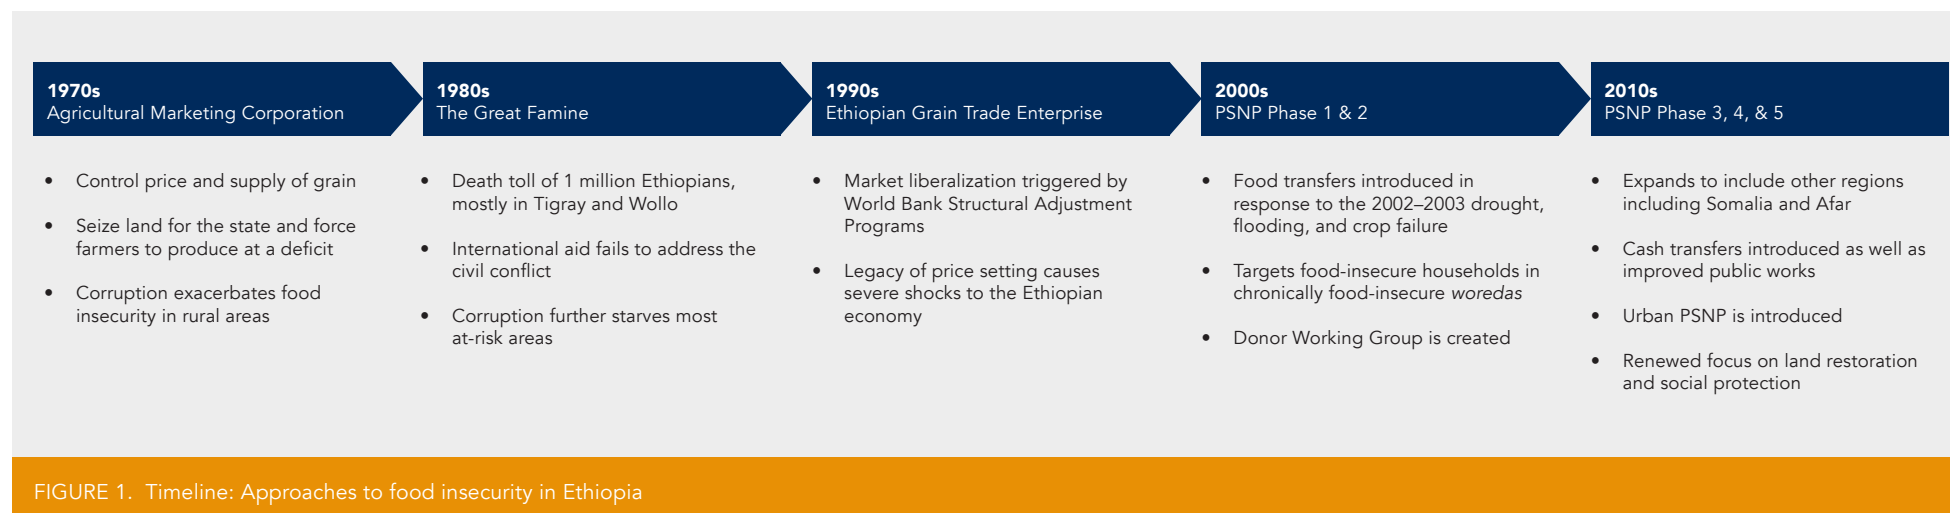 1970s
Agricultural Marketing Corporation
• Control price and supply of grain
• Seize land for the state and force
farmers to produce at a deficit
• Corruption exacerbates food
insecurity in rural areas
1980s
The Great Famine
• Death toll of 1 million Ethiopians,
mostly in Tigray and Wollo
• International aid fails to address the
civil conflict
• Corruption further starves most
at-risk areas
1990s
Ethiopian Grain Trade Enterprise
• Market liberalization triggered by
World Bank Structural Adjustment
Programs
• Legacy of price setting causes
severe shocks to the Ethiopian
economy
2000s
PSNP Phase 1 & 2
• Food transfers introduced in
response to the 2002–2003 drought,
flooding, and crop failure
• Targets food-insecure households in
chronically food-insecure woredas
• Donor Working Group is created
2010s
PSNP Phase 3, 4, & 5
• Expands to include other regions
including Somalia and Afar
• Cash transfers introduced as well as
improved public works
• Urban PSNP is introduced
• Renewed focus on land restoration
and social protection
FIGURE 1. Timeline: Approaches to food insecurity in Ethiopia